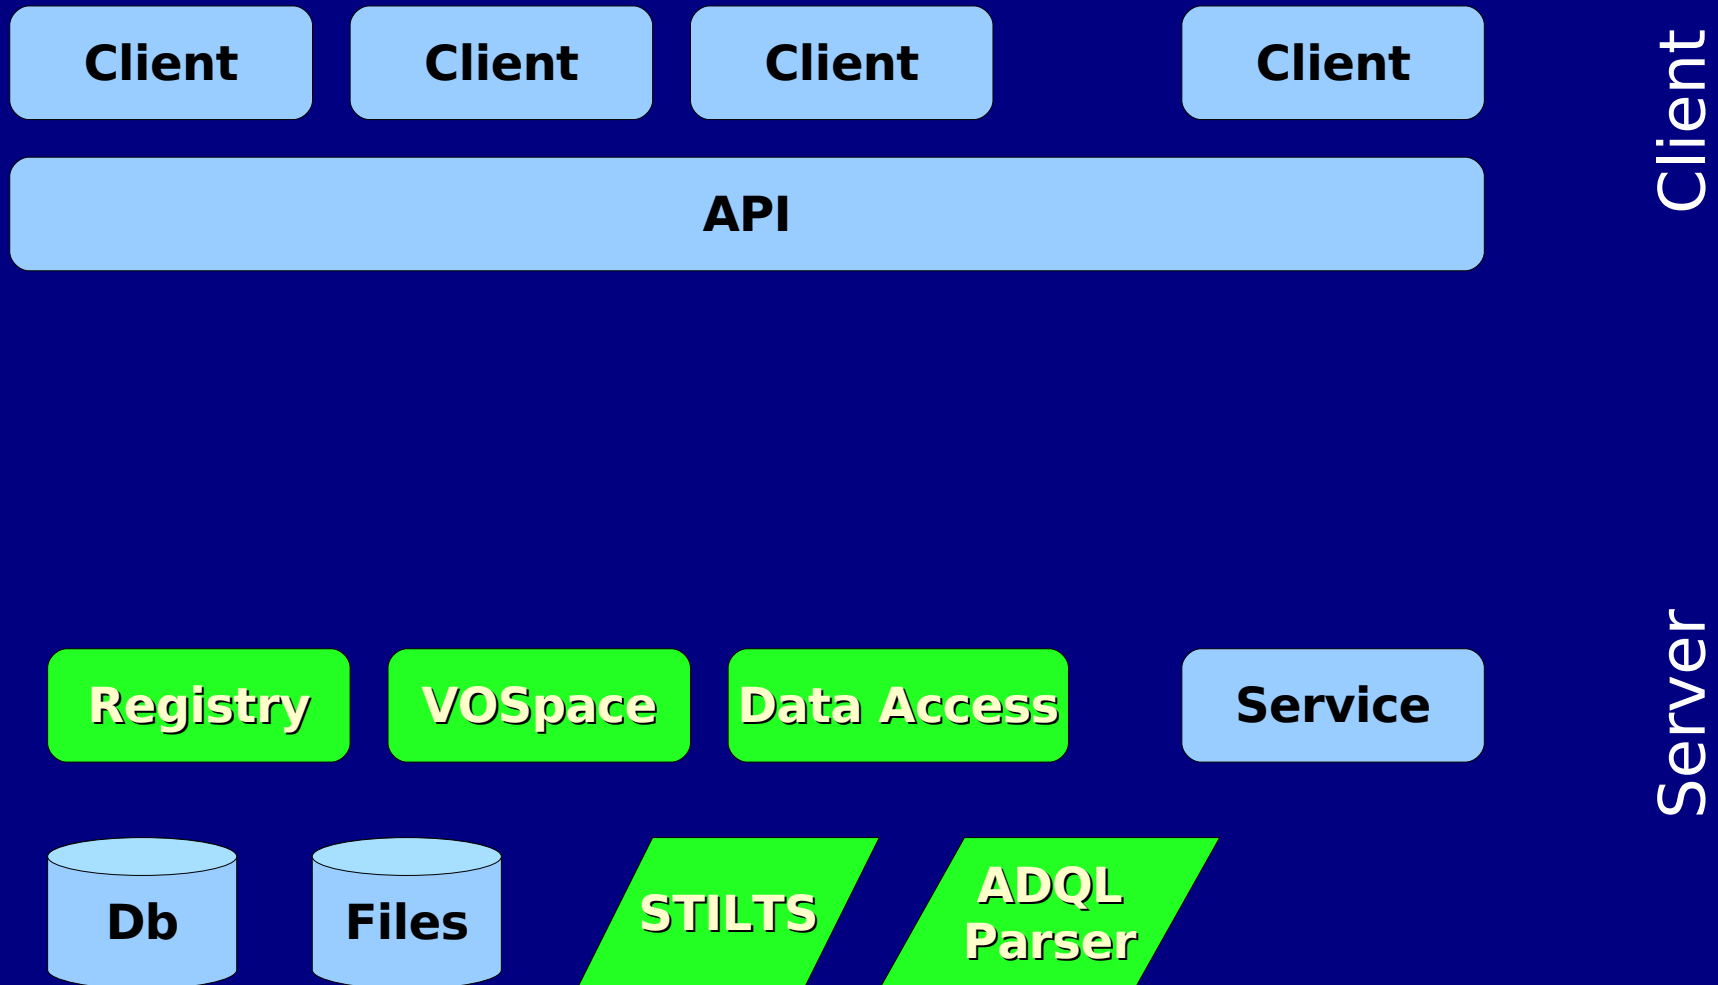 Client
Client
Client
Client
Client
API
Server
Registry
VOSpace
Data Access
Service
Db
Files
STILTS
ADQL
Parser